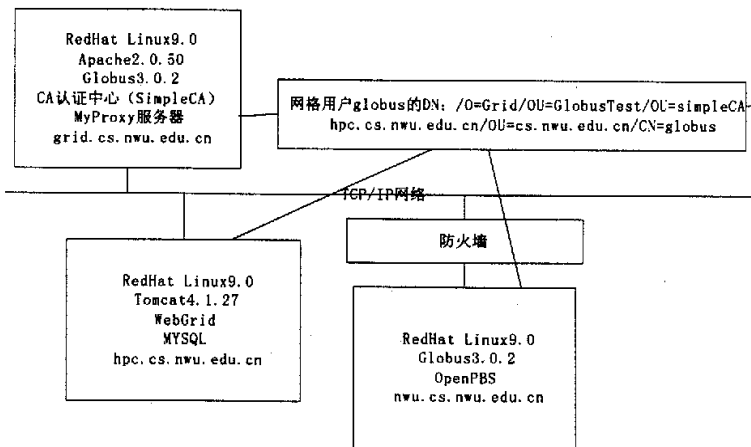 RedHat Linux9.0
Apache2.0.50
Globus3.0.2
CA认证中心（SimpleCA）
MyProxy服务器
grid.cs.nwu.edu.cn
网格用户globus的DN：/O=Grid/OU=GlobusTest/OU=simpleCA
hpc.cs.nwu.edu.cn/OU=cs.nwu.edu.cn/CN=globus
TCP/IP网络
防火墙
RedHat Linux9.0
Tomcat4.1.27
WebGrid
MYSQL
hpc.cs.nwu.edu.cn
RedHat Linux9.0
Globus3.0.2
OpenPBS
nwu.cs.nwu.edu.cn